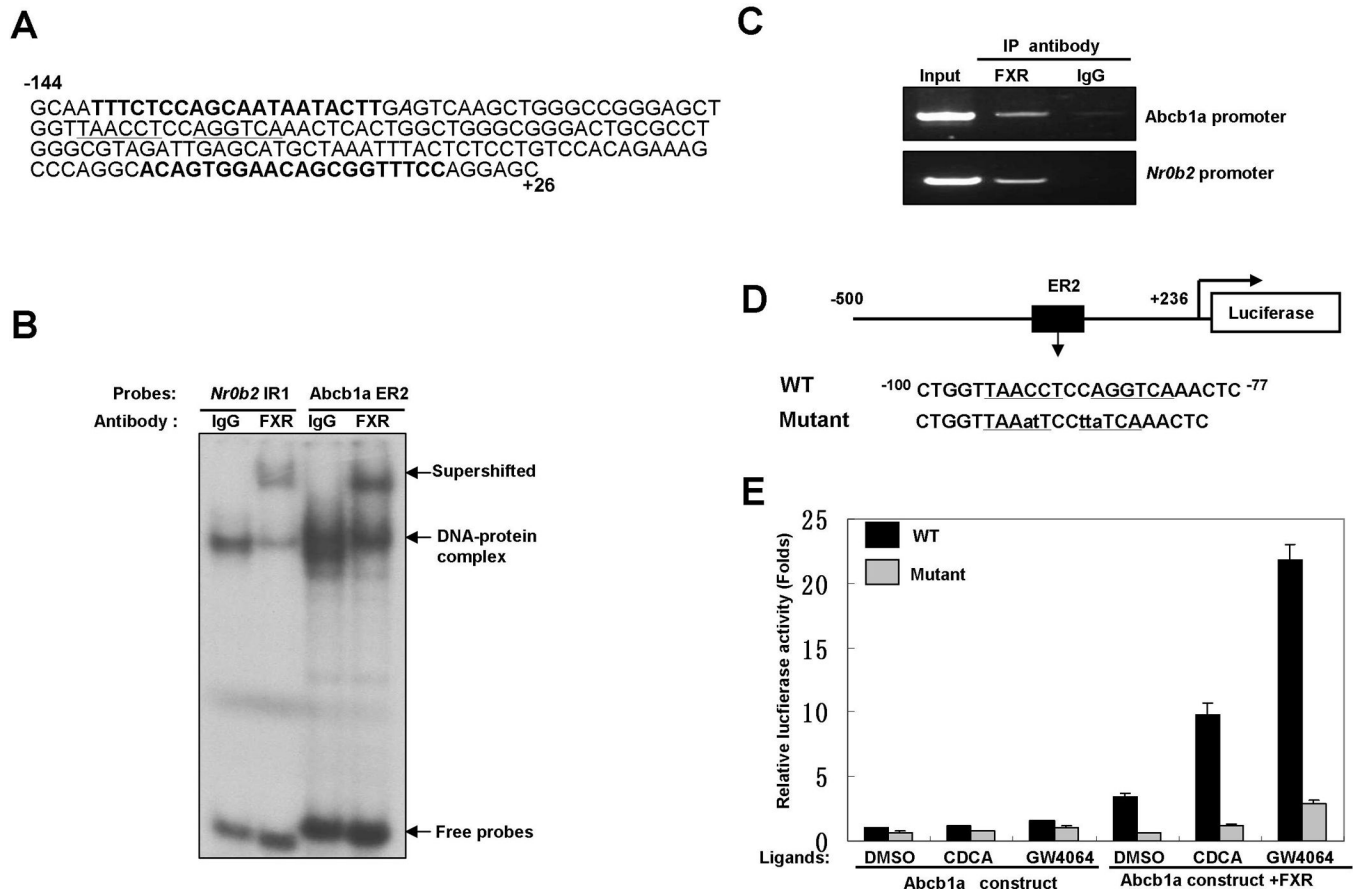 A
-144
GCAATTTCTCCAGCAATAATACTTGAGTCAAGCTGGGCCGGGAGCT
GGTTAACCTCCAGGTCAAACTCACTGGCTGGGCGGGACTGCGCCT
GGGCGTAGATTGAGCATGCTAAATTTACTCTCCTGTCCACAGAAAG
CCCAGGCACAGTGGAACAGCGGTTTCCAGGAGC
+26
B
Probes: Nr0b2 IR1 Abcb1a ER2
Antibody : IgG FXR IgG FXR
Supershifted
DNA-protein
complex
Free probes
C
IP antibody
Input FXR IgG
Abcb1a promoter
Nr0b2 promoter
D
ER2
-500 +236
Luciferase
WT -100 CTGGTTAACCTCCAGGTCAAACTC -77
Mutant CTGGTTAAatTCCttaTCAAACTC
E
Relative lucfierase activity (Folds)
25
20
15
10
5
0
WT
Mutant
Ligands: DMSO CDCA GW4064 DMSO CDCA GW4064
Abcb1a construct Abcb1a construct +FXR